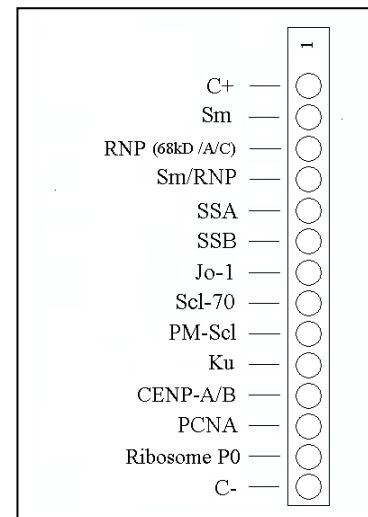 1
C+
Sm
RNP (68kD /A/C)
Sm/RNP
SSA
SSB
Jo-1
Scl-70
PM-Scl
Ku
CENP-A/B
PCNA
Ribosome P0
C-